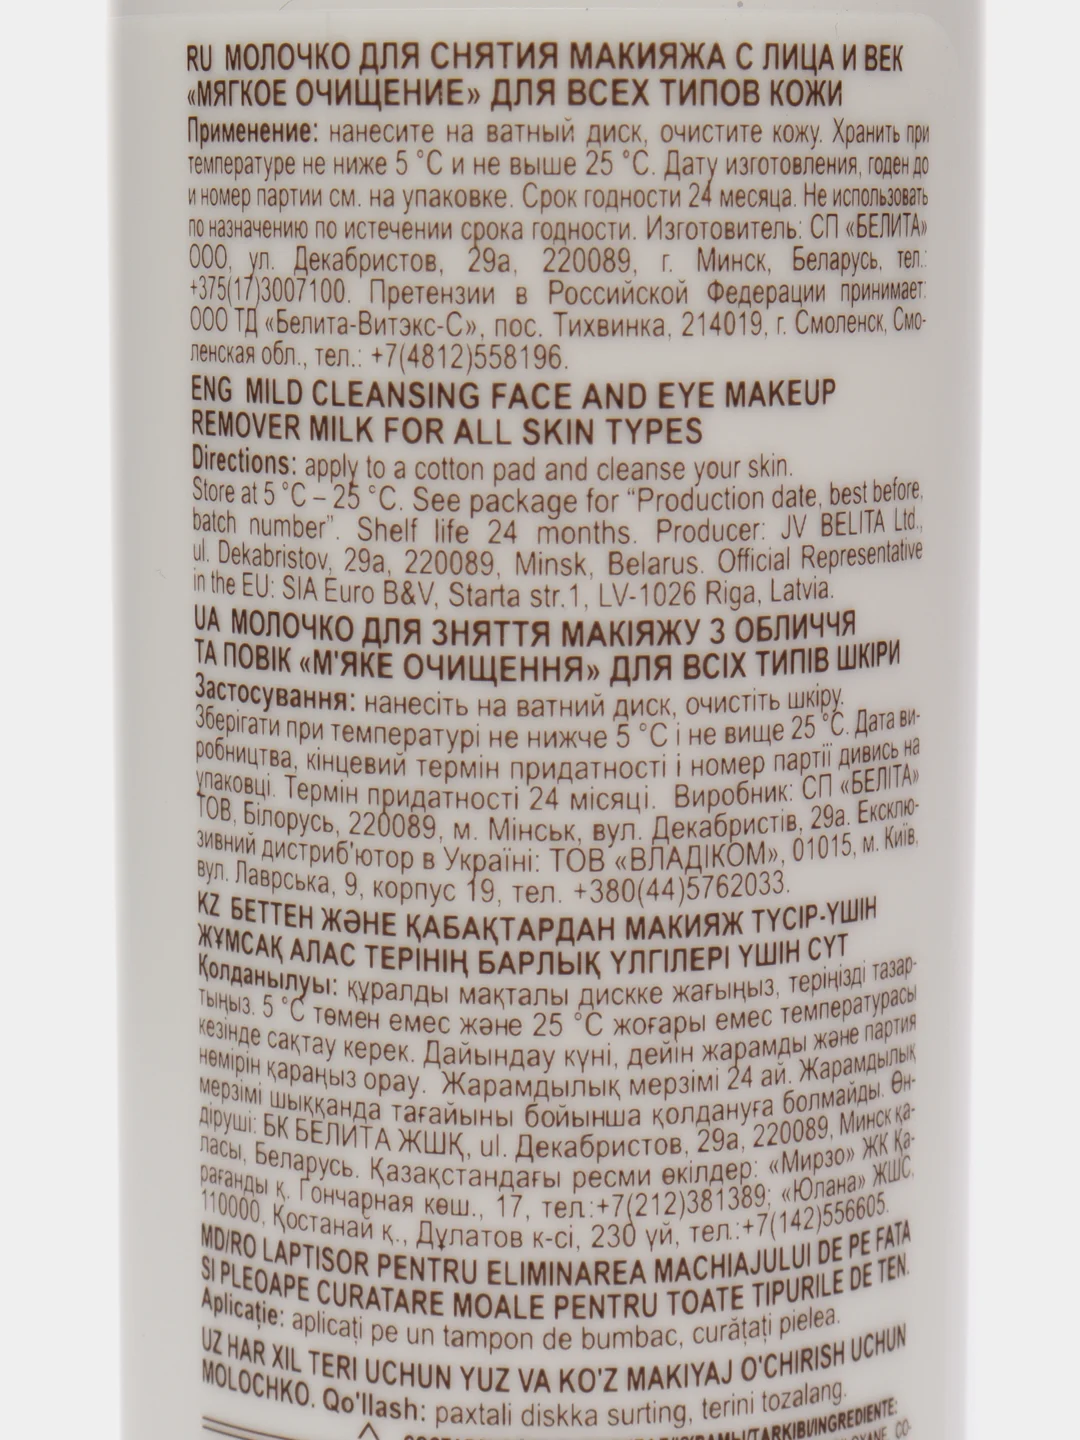 RU МОЛОЧКО ДЛЯ СНЯТИЯ МАКИЯЖА С ЛИЦА И ВЕК
«МЯГКОЕ ОЧИЩЕНИЕ» ДЛЯ ВСЕХ ТИПОВ КОЖИ
Применение: нанесите на ватный диск, очистите кожу. Хранить при
температуре не ниже 5 °C и не выше 25 °C. Дату изготовления, годен до
и номер партии см. на упаковке. Срок годности 24 месяца. Не использовать
по назначению по истечении срока годности. Изготовитель: СП «БЕЛИТА»
ООО, ул. Декабристов, 29а, 220089, г. Минск, Беларусь, тел.:
+375(17)3007100. Претензии в Российской Федерации принимает:
ООО ТД «Белита-Витэкс-С», пос. Тихвинка, 214019, г. Смоленск, Смо-
ленская обл., тел.: +7(4812)558196.
ENG MILD CLEANSING FACE AND EYE MAKEUP
REMOVER MILK FOR ALL SKIN TYPES
Directions: apply to a cotton pad and cleanse your skin.
Store at 5 °C – 25 °C. See package for “Production date, best before,
batch number”. Shelf life 24 months. Producer: JV BELITA Ltd.,
ul. Dekabristov, 29a, 220089, Minsk, Belarus. Official Representative
in the EU: SIA Euro B&V, Starta str.1, LV-1026 Riga, Latvia.
UA МОЛОЧКО ДЛЯ ЗНЯТТЯ МАКІЯЖУ З ОБЛИЧЧЯ
ТА ПОВІК «М'ЯКЕ ОЧИЩЕННЯ» ДЛЯ ВСІХ ТИПІВ ШКІРИ
Застосування: нанесіть на ватний диск, очистіть шкіру.
Зберігати при температурі не нижче 5 °C і не вище 25 °C. Дата ви-
робництва, кінцевий термін придатності і номер партії дивись на
упаковці. Термін придатності 24 місяці. Виробник: СП «БЕЛІТА»
ТОВ, Білорусь, 220089, м. Мінськ, вул. Декабристів, 29а. Ексклю-
зивний дистриб'ютор в Україні: ТОВ «ВЛАДІКОМ», 01015, м. Київ,
вул. Лаврська, 9, корпус 19, тел. +380(44)5762033.
KZ БЕТТЕН ЖӘНЕ ҚАБАҚТАРДАН МАКИЯЖ ТҮСІР-ҮШІН
ЖҰМСАҚ АЛАС ТЕРІНІҢ БАРЛЫҚ ҮЛГІЛЕРІ ҮШІН СҮТ
Қолданылуы: құралды мақталы дискке жағыңыз, теріңізді тазар-
тыңыз. 5 °C төмен емес және 25 °C жоғары емес температурасы
кезінде сақтау керек. Дайындау күні, дейін жарамды және партия
нөмірін қараңыз орау. Жарамдылық мерзімі 24 ай. Жарамдылық
мерзімі шыққанда тағайыны бойынша қолдануға болмайды. Өн-
діруші: БК БЕЛИТА ЖШҚ, ul. Декабристов, 29а, 220089, Минск қа-
ласы, Беларусь. Қазақстандағы ресми өкілдер: «Мирзо» ЖК Қа-
рағанды қ. Гончарная көш., 17, тел.:+7(212)381389; «Юлана» ЖШС,
110000, Қостанай қ., Дұлатов к-сі, 230 үй, тел.:+7(142)556605.
MD/RO LAPTISOR PENTRU ELIMINAREA MACHIAJULUI DE PE FATA
SI PLEOAPE CURATARE MOALE PENTRU TOATE TIPURILE DE TEN.
Aplicație: aplicați pe un tampon de bumbac, curățați pielea.
UZ HAR XIL TERI UCHUN YUZ VA KO'Z MAKIYAJ O'CHIRISH UCHUN
MOLOCHKO. Qo'llash: paxtali diskka surting, terini tozalang.